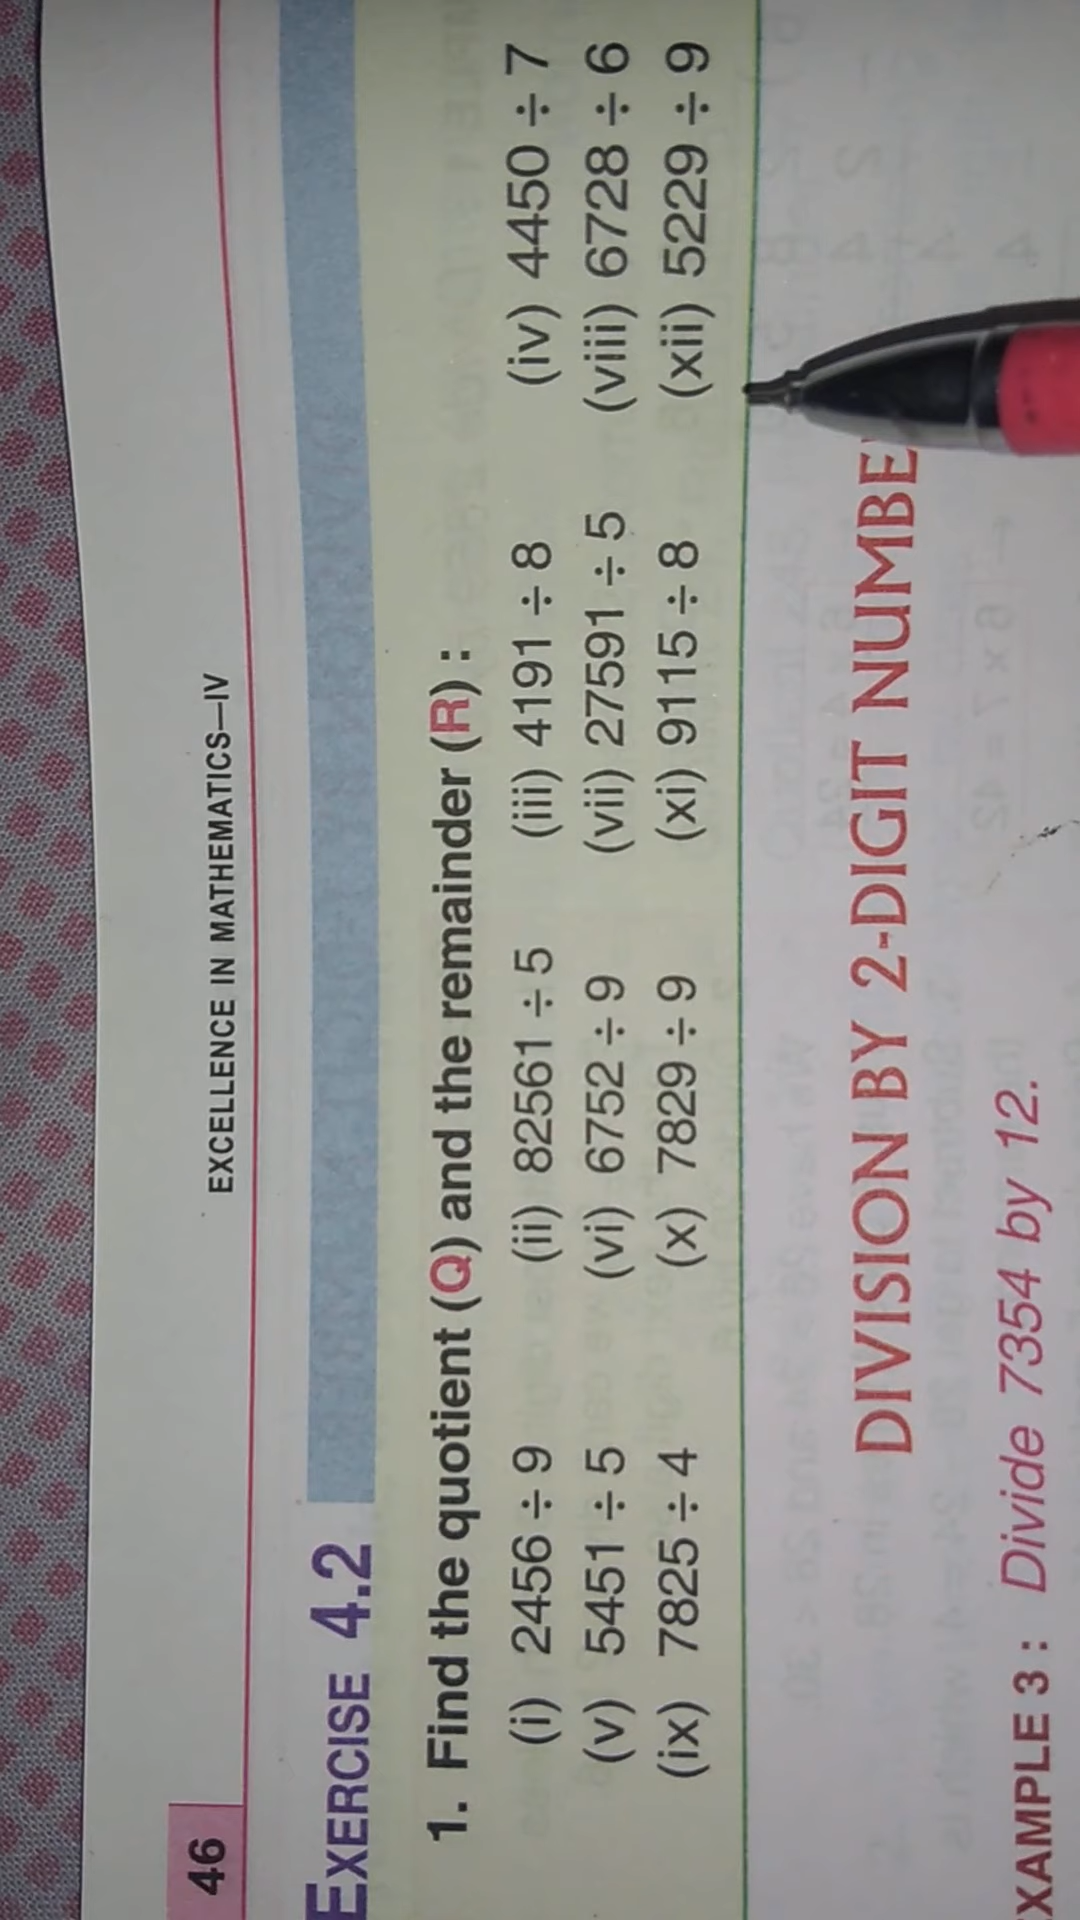 46
EXCELLENCE IN MATHEMATICS—IV
EXERCISE 4.2
1. Find the quotient (Q) and the remainder (R) :
(i) 2456 ÷ 9 (ii) 82561 ÷ 5 (iii) 4191 ÷ 8 (iv) 4450 ÷ 7
(v) 5451 ÷ 5 (vi) 6752 ÷ 9 (vii) 27591 ÷ 5 (viii) 6728 ÷ 6
(ix) 7825 ÷ 4 (x) 7829 ÷ 9 (xi) 9115 ÷ 8 (xii) 5229 ÷ 9
DIVISION BY 2-DIGIT NUMBE
XAMPLE 3 : Divide 7354 by 12.